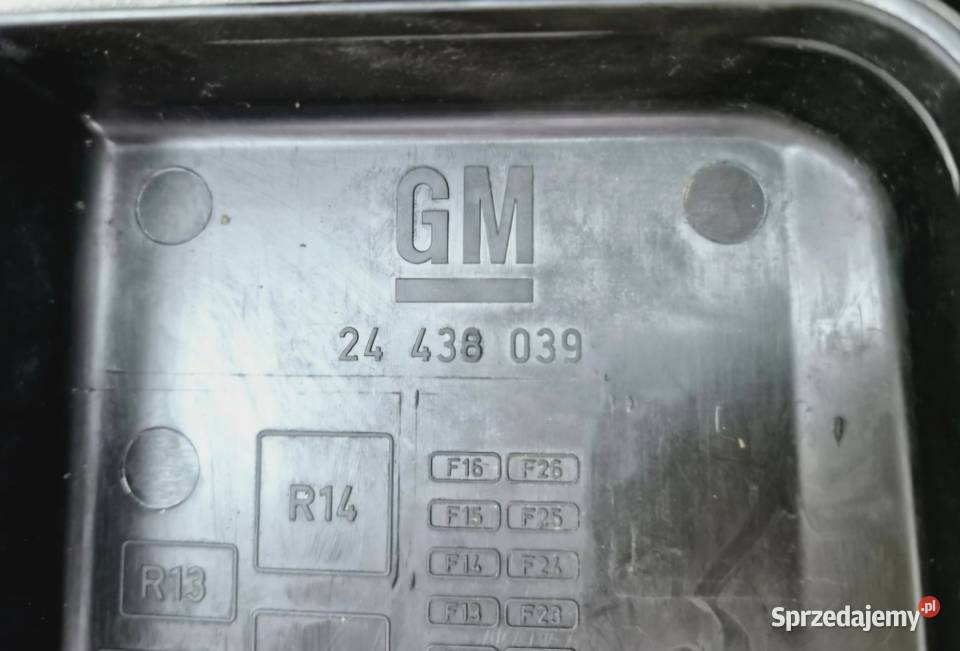 GM
24 438 039
F16 F26
R14
F15 F25
F14 F24
R13
F13 F23
Sprzedajemy.pl